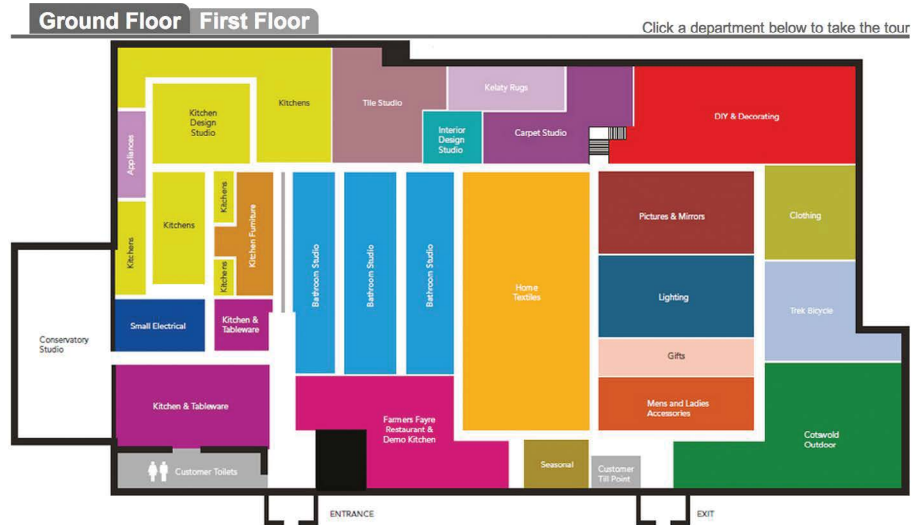 Ground Floor
First Floor
Click a department below to take the tour
Kitchen
Design
Studio
Kitchens
Tile Studio
Kelaty Rugs
Interior
Design
Studio
Carpet Studio
DIY & Decorating
Appliances
Kitchens
Kitchens
Kitchens
Kitchens
Kitchen Furniture
Bathroom Studio
Bathroom Studio
Bathroom Studio
Home
Textiles
Pictures & Mirrors
Clothing
Lighting
Trek Bicycle
Gifts
Mens and Ladies
Accessories
Conservatory
Studio
Small Electrical
Kitchen &
Tableware
Kitchen & Tableware
Farmers Fayre
Restaurant &
Demo Kitchen
Cotswold
Outdoor
Customer Toilets
Seasonal
Customer
Till Point
ENTRANCE
EXIT